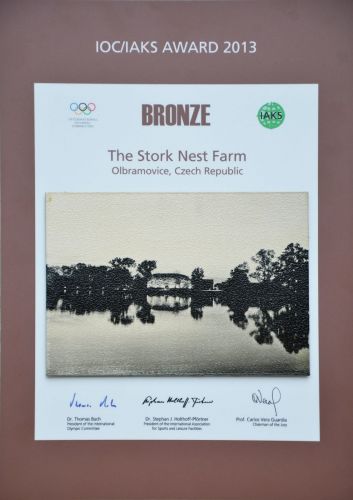 IOC/IAKS AWARD 2013
BRONZE
IAKS
The Stork Nest Farm
Olbramovice, Czech Republic
Dr. Thomas Bach
President of the International
Olympic Committee
Dr. Stephan J. Holthoff-Pförtner
President of the International Association
for Sports and Leisure Facilities
Prof. Carlos Vera Guardia
Chairman of the Jury